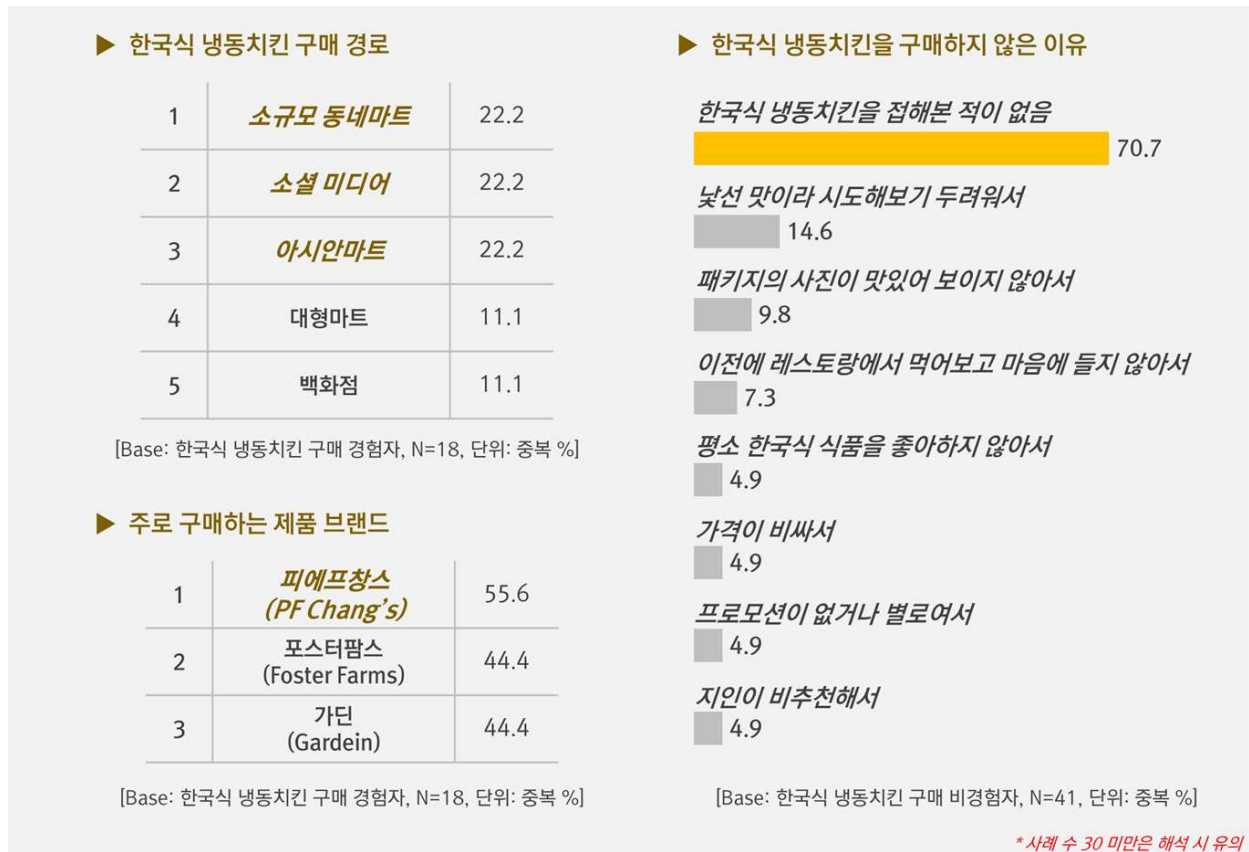 ▶ 한국식 냉동치킨 구매 경로
1 소규모 동네마트 22.2
2 소셜 미디어 22.2
3 아시안마트 22.2
4 대형마트 11.1
5 백화점 11.1
[Base: 한국식 냉동치킨 구매 경험자, N=18, 단위: 중복 %]
▶ 주로 구매하는 제품 브랜드
1 피에프창스 55.6
(PF Chang's)
2 포스터팜스 44.4
(Foster Farms)
3 가딘 44.4
(Gardein)
[Base: 한국식 냉동치킨 구매 경험자, N=18, 단위: 중복 %]
▶ 한국식 냉동치킨을 구매하지 않은 이유
한국식 냉동치킨을 접해본 적이 없음
70.7
낯선 맛이라 시도해보기 두려워서
14.6
패키지의 사진이 맛있어 보이지 않아서
9.8
이전에 레스토랑에서 먹어보고 마음에 들지 않아서
7.3
평소 한국식 식품을 좋아하지 않아서
4.9
가격이 비싸서
4.9
프로모션이 없거나 별로여서
4.9
지인이 비추천해서
4.9
[Base: 한국식 냉동치킨 구매 비경험자, N=41, 단위: 중복 %]
* 사례 수 30 미만은 해석 시 유의